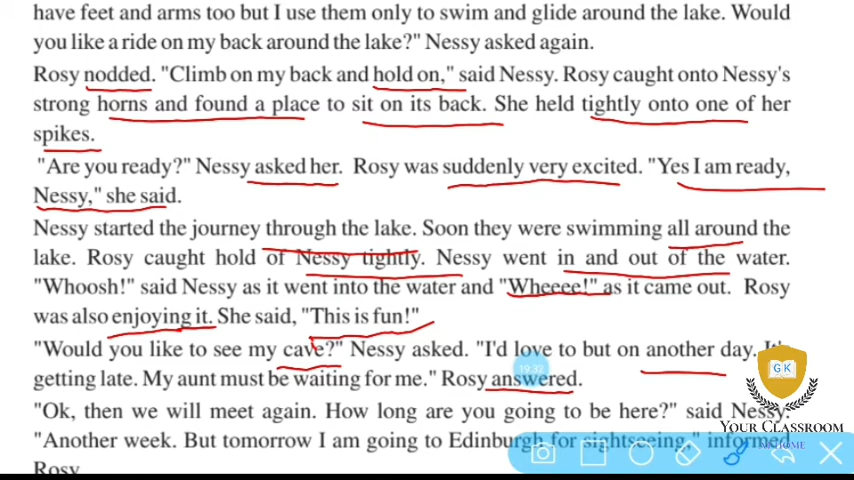 have feet and arms too but I use them only to swim and glide around the lake. Would
you like a ride on my back around the lake?" Nessy asked again.
Rosy nodded. "Climb on my back and hold on," said Nessy. Rosy caught onto Nessy's
strong horns and found a place to sit on its back. She held tightly onto one of her
spikes.
"Are you ready?" Nessy asked her. Rosy was suddenly very excited. "Yes I am ready,
Nessy," she said.
Nessy started the journey through the lake. Soon they were swimming all around the
lake. Rosy caught hold of Nessy tightly. Nessy went in and out of the water.
"Whoosh!" said Nessy as it went into the water and "Wheeee!" as it came out. Rosy
was also enjoying it. She said, "This is fun!"
"Would you like to see my cave?" Nessy asked. "I'd love to but on another day. It's
getting late. My aunt must be waiting for me." Rosy answered.
"Ok, then we will meet again. How long are you going to be here?" said Nessy.
"Another week. But tomorrow I am going to Edinburgh for sightseeing," informed
Rosy.
19:32
GK
YOUR CLASSROOM
AT HOME